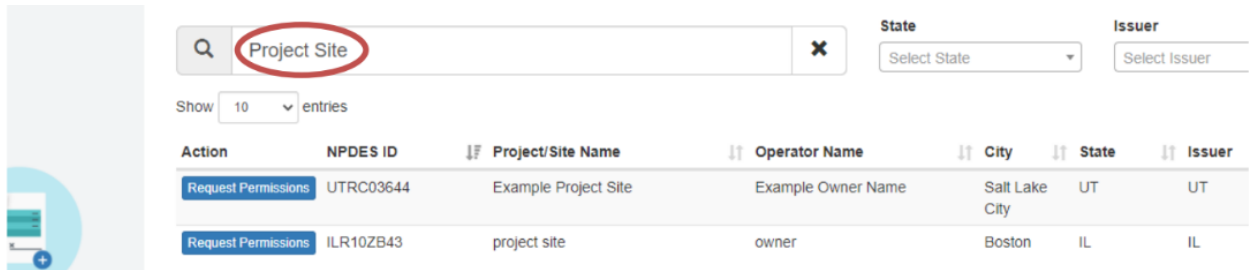 State Issuer
Project Site Select State Select Issuer
Show 10 entries
Action NPDES ID Project/Site Name Operator Name City State Issuer
Request Permissions UTRC03644 Example Project Site Example Owner Name Salt Lake UT UT
City
Request Permissions ILR10ZB43 project site owner Boston IL IL